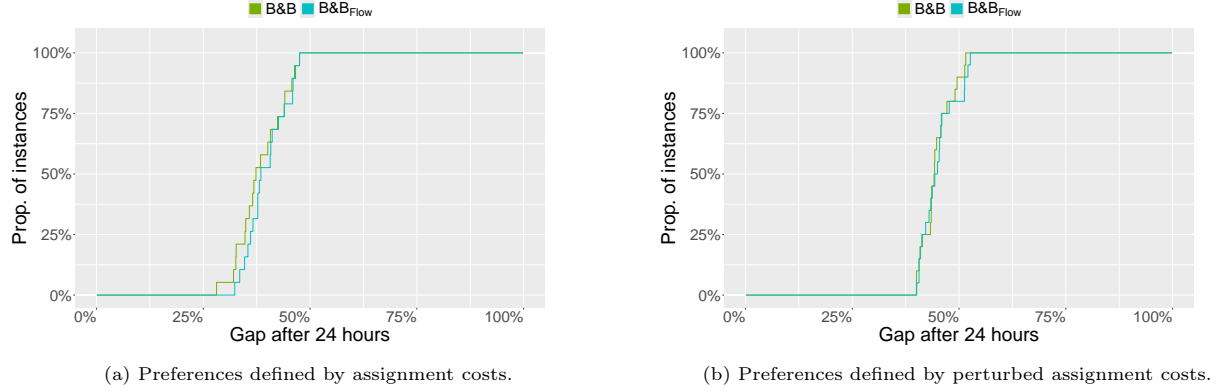 B&B B&B_Flow
100%
75%
50%
25%
0%
Prop. of instances
0% 25% 50% 75% 100%
Gap after 24 hours
(a) Preferences defined by assignment costs.
B&B B&B_Flow
100%
75%
50%
25%
0%
Prop. of instances
0% 25% 50% 75% 100%
Gap after 24 hours
(b) Preferences defined by perturbed assignment costs.